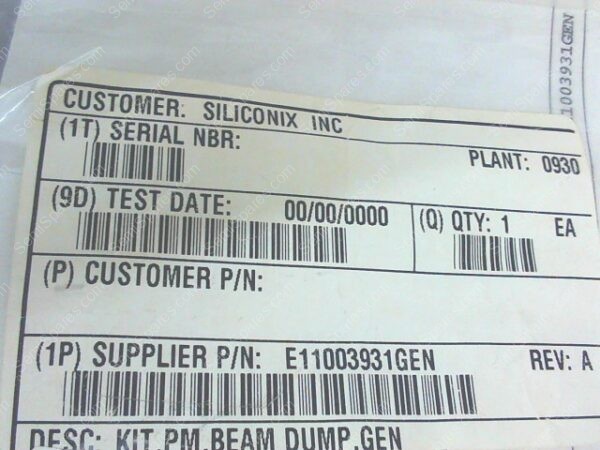 CUSTOMER: SILICONIX INC
(1T) SERIAL NBR:
PLANT: 0930
(9D) TEST DATE: 00/00/0000
(Q) QTY: 1 EA
(P) CUSTOMER P/N:
(1P) SUPPLIER P/N: E11003931GEN REV: A
DESC: KIT,PM,BEAM DUMP,GEN
1003931GEN